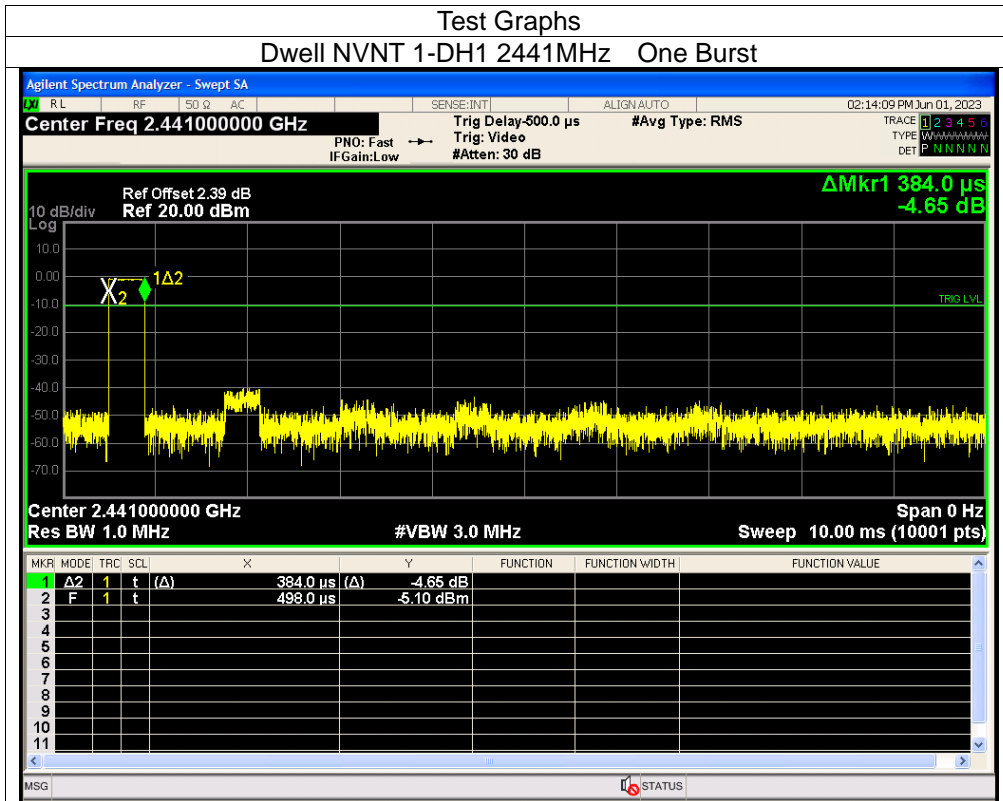 Test Graphs
Dwell NVNT 1-DH1 2441MHz One Burst
Agilent Spectrum Analyzer - Swept SA
LXI RL RF 50 Ω AC SENSE:INT ALIGN AUTO 02:14:09 PM Jun 01, 2023
Center Freq 2.441000000 GHz Trig Delay-500.0 µs #Avg Type: RMS TRACE 1 2 3 4 5 6
PNO: Fast Trig: Video TYPE WWWWWW
IFGain:Low #Atten: 30 dB DET P N N N N N
ΔMkr1 384.0 µs
-4.65 dB
Ref Offset 2.39 dB
10 dB/div Ref 20.00 dBm
Log
10.0
0.00
1Δ2
X2
-10.0
TRIG LVL
-20.0
-30.0
-40.0
-50.0
-60.0
-70.0
Center 2.441000000 GHz Span 0 Hz
Res BW 1.0 MHz #VBW 3.0 MHz Sweep 10.00 ms (10001 pts)
MKR MODE TRC SCL X Y FUNCTION FUNCTION WIDTH FUNCTION VALUE
1 Δ2 1 t (Δ) 384.0 µs (Δ) -4.65 dB
2 F 1 t 498.0 µs -5.10 dBm
3
4
5
6
7
8
9
10
11
MSG STATUS